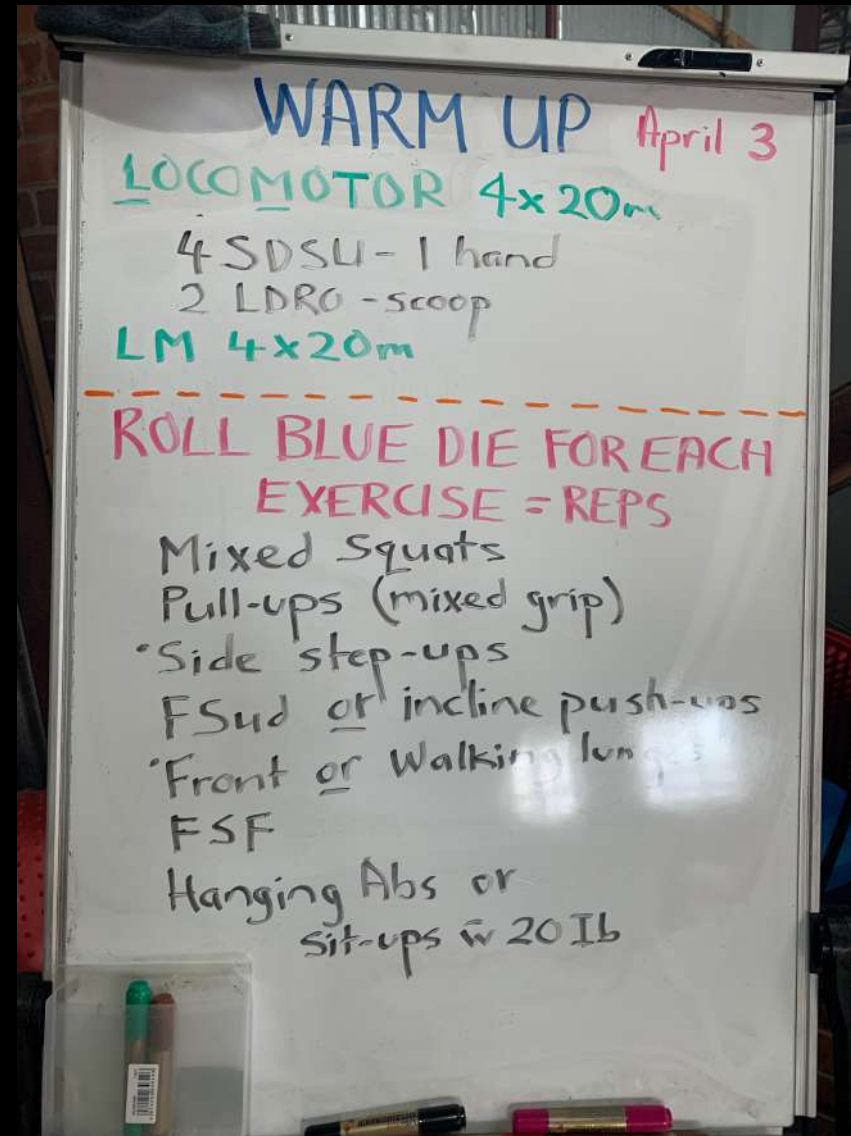 WARM UP April 3
LOCOMOTOR 4x20m
4 SDSU - 1 hand
2 LDRO - scoop
LM 4x20m
ROLL BLUE DIE FOR EACH
EXERCISE = REPS
Mixed Squats
Pull-ups (mixed grip)
•Side step-ups
FSud or incline push-ups
•Front or Walking lunges
FSF
Hanging Abs or
sit-ups w̄ 20 Ib